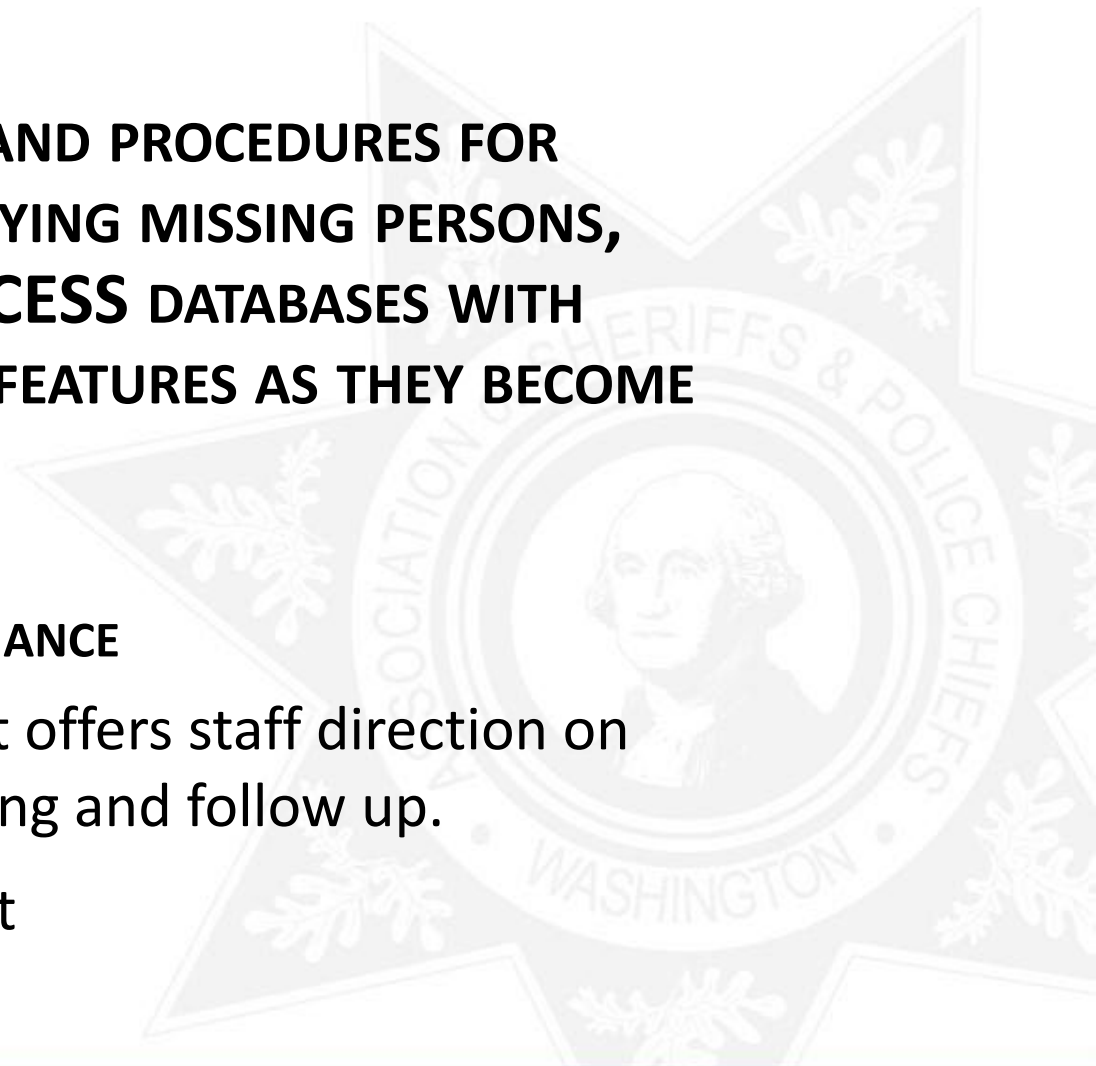 AND PROCEDURES FOR
YING MISSING PERSONS,
CESS DATABASES WITH
FEATURES AS THEY BECOME
ANCE
t offers staff direction on
ng and follow up.
t
ASSOCIATION SHERIFFS & POLICE CHIEFS
WASHINGTON